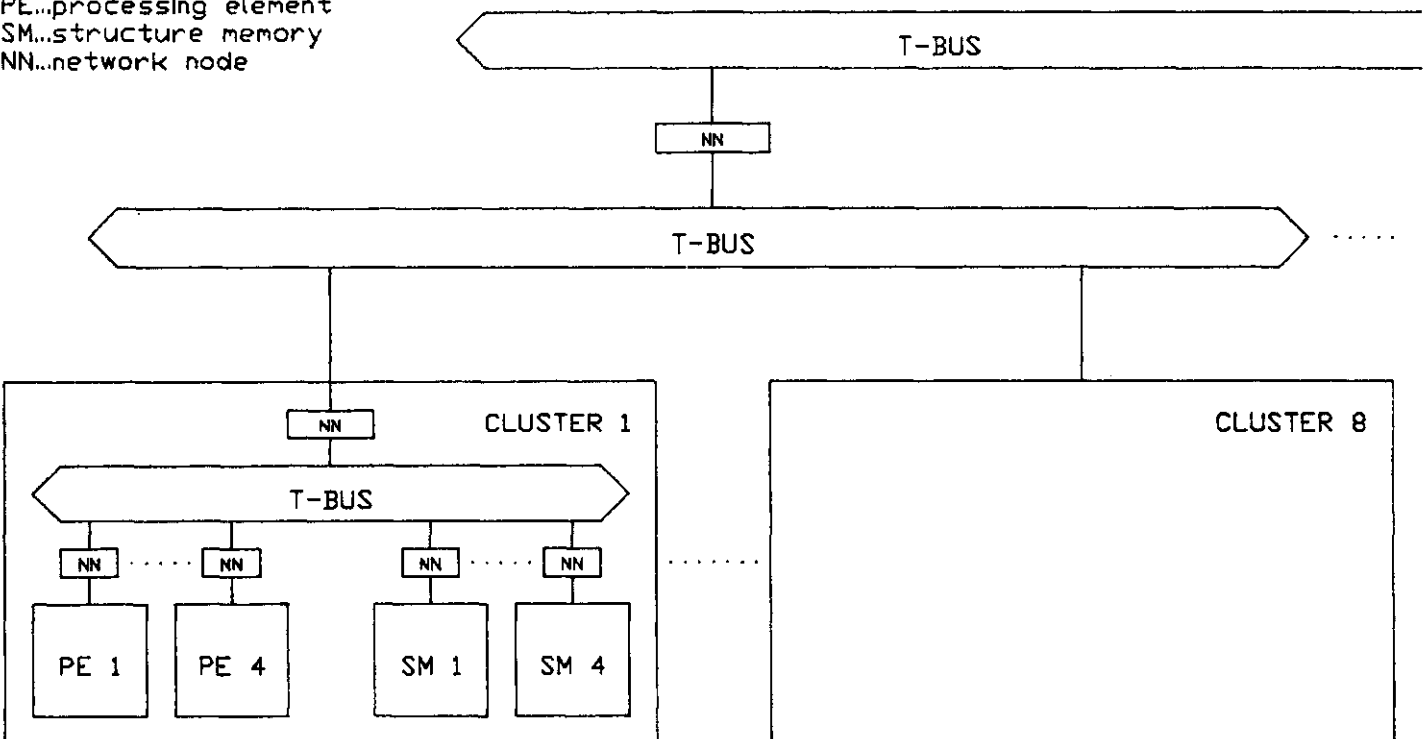 PE...processing element
SM...structure memory
NN...network node
T-BUS
NN
T-BUS
.....
NN
CLUSTER 1
CLUSTER 8
T-BUS
NN ..... NN
NN ..... NN
......
PE 1
PE 4
SM 1
SM 4